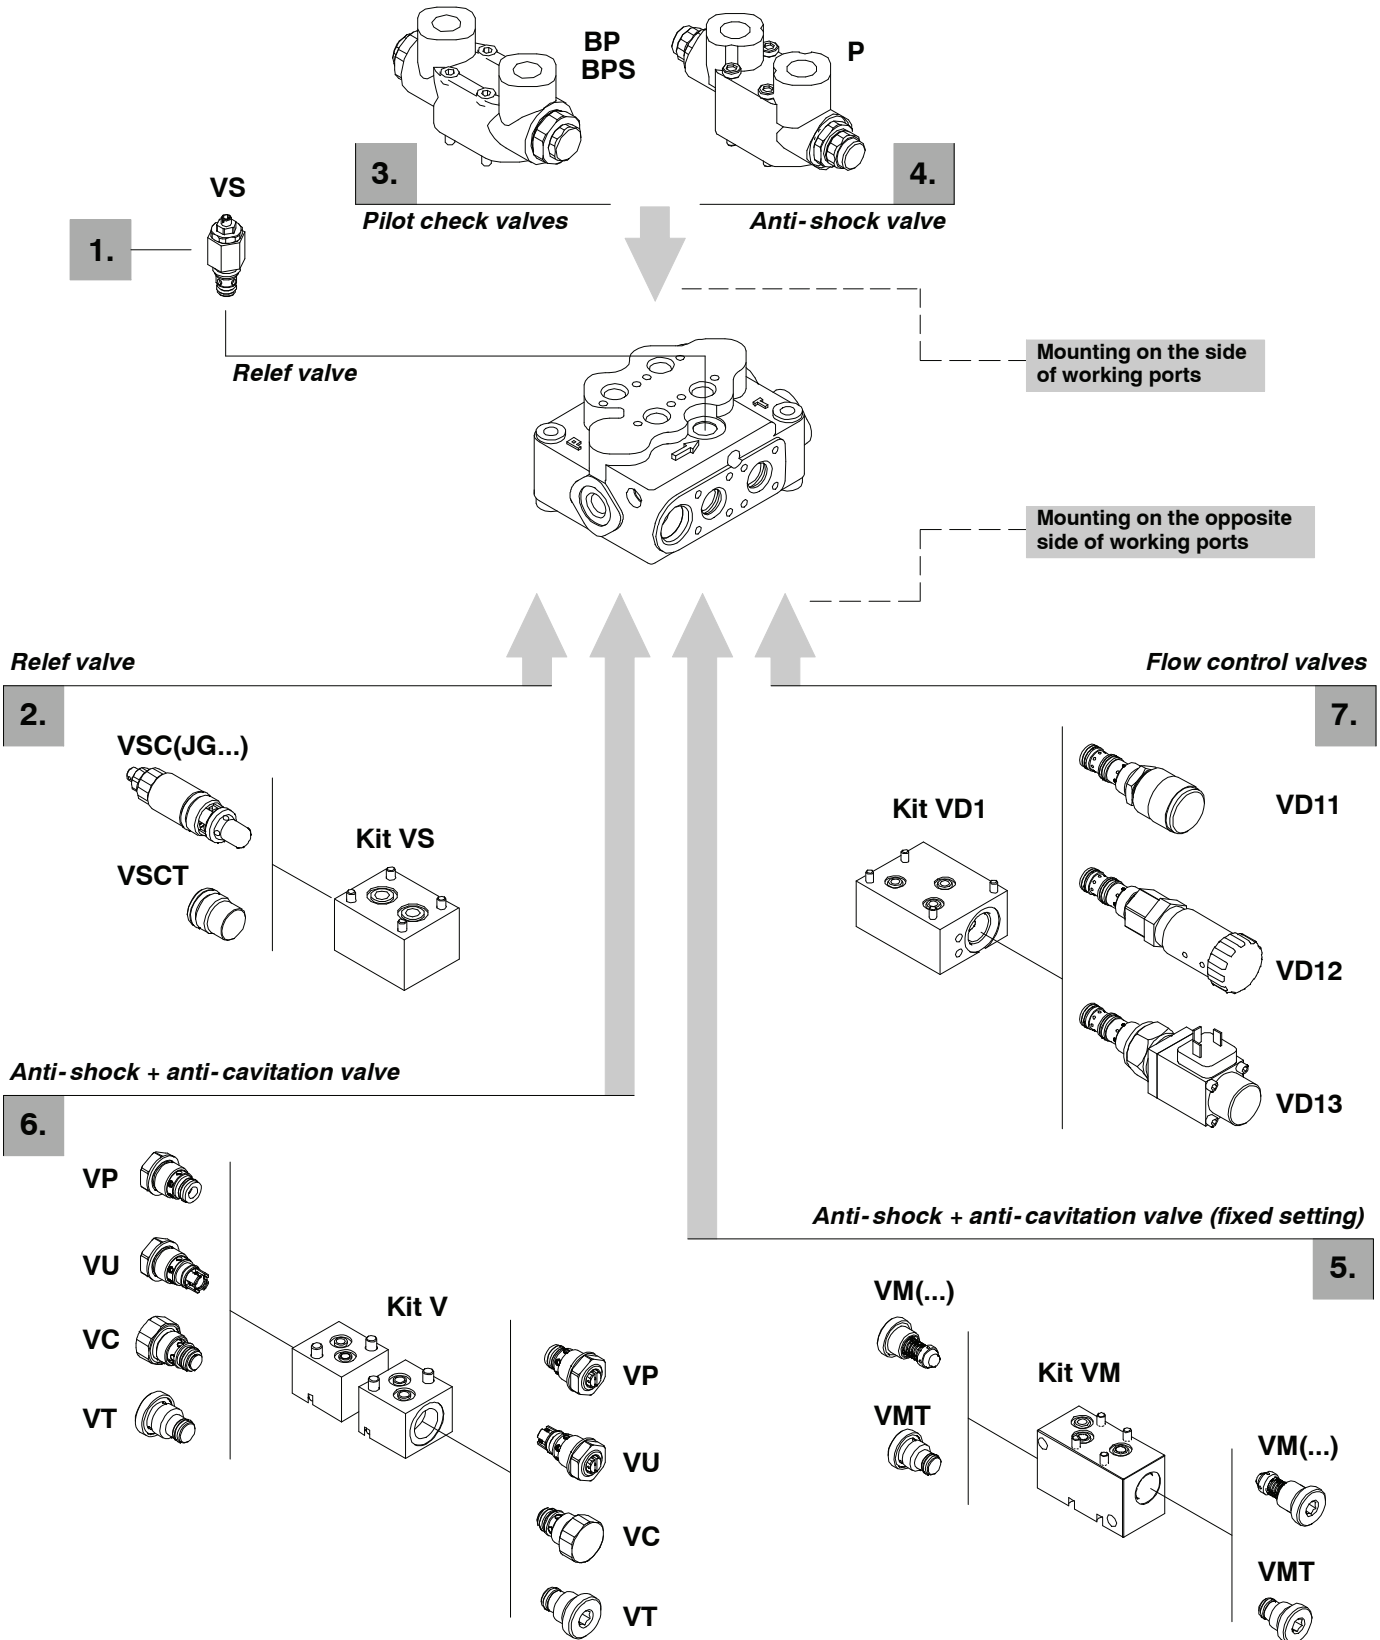 BP
BPS
P
3.
4.
Pilot check valves
Anti-shock valve
VS
1.
Relef valve
Mounting on the side
of working ports
P
T
Mounting on the opposite
side of working ports
Relef valve
2.
VSC(JG...)
VSCT
Kit VS
Flow control valves
7.
Kit VD1
VD11
VD12
VD13
Anti-shock + anti-cavitation valve
6.
VP
VU
VC
VT
Kit V
VP
VU
VC
VT
Anti-shock + anti-cavitation valve (fixed setting)
5.
VM(...)
VMT
Kit VM
VM(...)
VMT